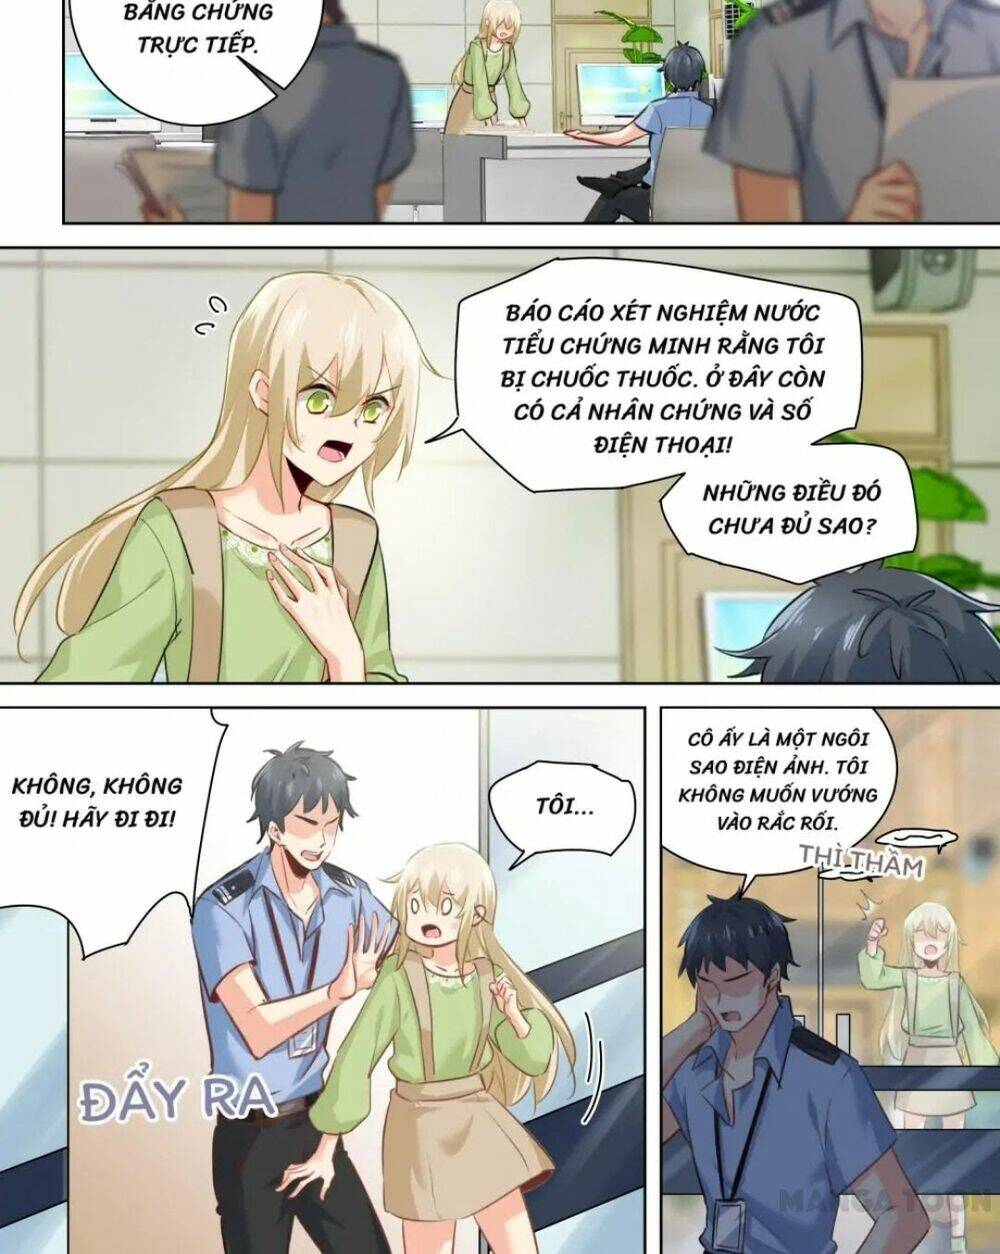 BẰNG CHỨNG
TRỰC TIẾP.
BÁO CÁO XÉT NGHIỆM NƯỚC
TIỂU CHỨNG MINH RẰNG TÔI
BỊ CHUỐC THUỐC. Ở ĐÂY CÒN
CÓ CẢ NHÂN CHỨNG VÀ SỐ
ĐIỆN THOẠI!
NHỮNG ĐIỀU ĐÓ
CHƯA ĐỦ SAO?
KHÔNG, KHÔNG
ĐỦ! HÃY ĐI ĐI!
TÔI...
ĐẨY RA
CÔ ẤY LÀ MỘT NGÔI
SAO ĐIỆN ẢNH. TÔI
KHÔNG MUỐN VƯỚNG
VÀO RẮC RỐI.
THÌ THẦM
MANGATOON